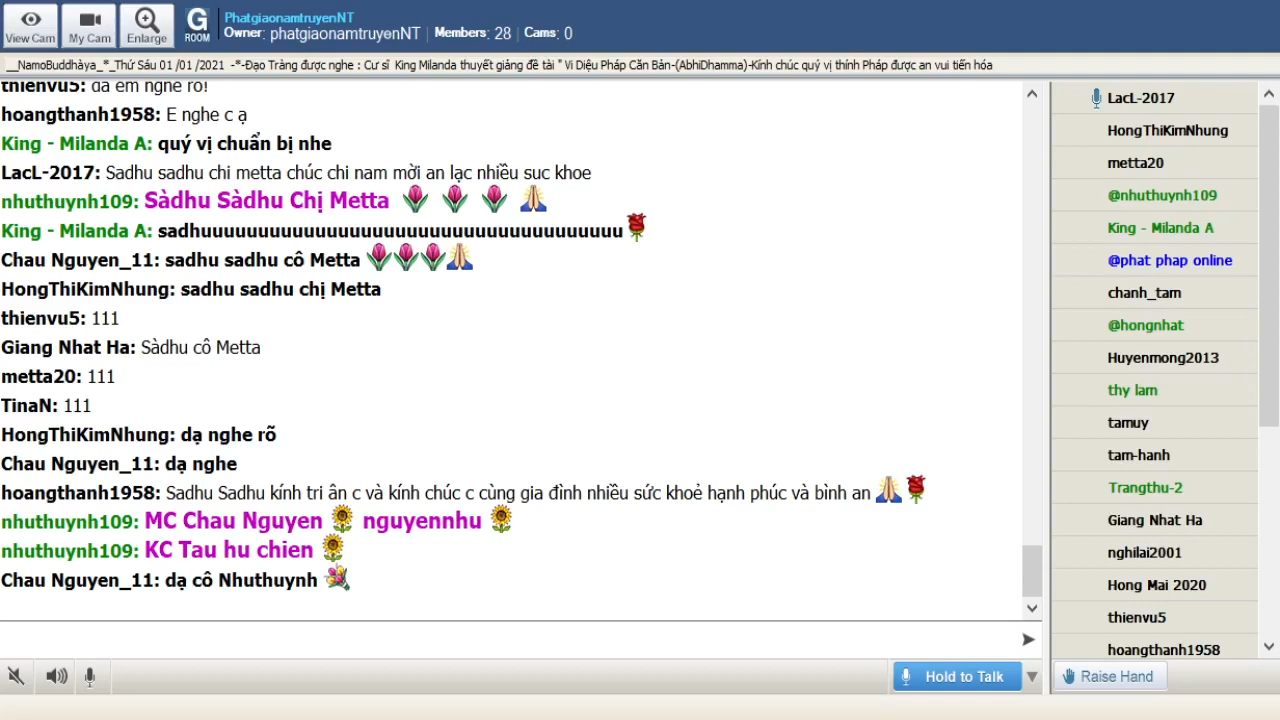 View Cam
My Cam
Enlarge
G
ROOM
PhatgiaonamtruyenNT
Owner: phatgiaonamtruyenNT | Members: 28 | Cams: 0
__NamoBuddhàya_*_Thứ Sáu 01 /01 /2021 -*-Đạo Tràng được nghe : Cư sĩ King Milanda thuyết giảng đề tài " Vi Diệu Pháp Căn Bản-(AbhiDhamma)-Kính chúc quý vị thính Pháp được an vui tiến hóa
thienvu5: da em nghe ro!
hoangthanh1958: E nghe c ạ
King - Milanda A: quý vị chuẩn bị nhe
LacL-2017: Sadhu sadhu chi metta chúc chi nam mời an lạc nhiều suc khoe
nhuthuynh109: Sàdhu Sàdhu Chị Metta
King - Milanda A: sadhuuuuuuuuuuuuuuuuuuuuuuuuuuuuuuuuuuuuuu
Chau Nguyen_11: sadhu sadhu cô Metta
HongThiKimNhung: sadhu sadhu chị Metta
thienvu5: 111
Giang Nhat Ha: Sàdhu cô Metta
metta20: 111
TinaN: 111
HongThiKimNhung: dạ nghe rõ
Chau Nguyen_11: dạ nghe
hoangthanh1958: Sadhu Sadhu kính tri ân c và kính chúc c cùng gia đình nhiều sức khoẻ hạnh phúc và bình an
nhuthuynh109: MC Chau Nguyen nguyennhu
nhuthuynh109: KC Tau hu chien
Chau Nguyen_11: dạ cô Nhuthuynh
Hold to Talk
LacL-2017
HongThiKimNhung
metta20
@nhuthuynh109
King - Milanda A
@phat phap online
chanh_tam
@hongnhat
Huyenmong2013
thy lam
tamuy
tam-hanh
Trangthu-2
Giang Nhat Ha
nghilai2001
Hong Mai 2020
thienvu5
hoangthanh1958
Raise Hand